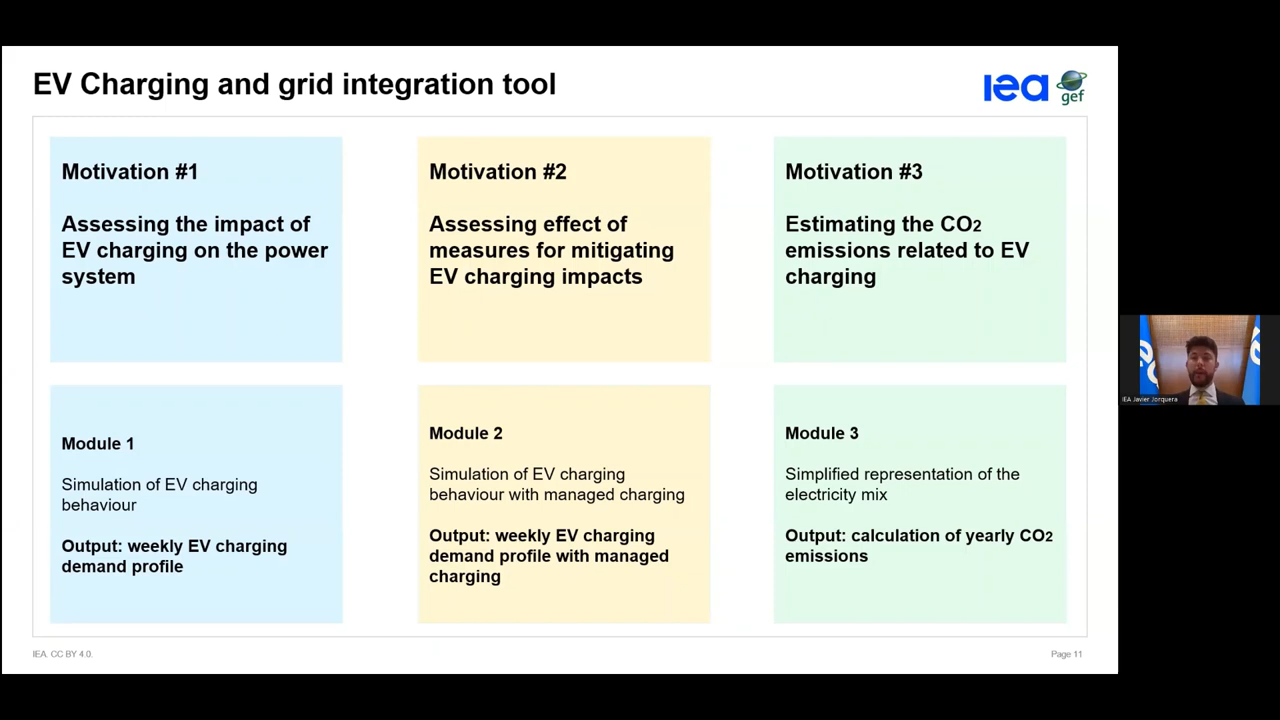 EV Charging and grid integration tool
iea
gef
Motivation #1
Assessing the impact of
EV charging on the power
system
Motivation #2
Assessing effect of
measures for mitigating
EV charging impacts
Motivation #3
Estimating the CO2
emissions related to EV
charging
Module 1
Simulation of EV charging
behaviour
Output: weekly EV charging
demand profile
Module 2
Simulation of EV charging
behaviour with managed charging
Output: weekly EV charging
demand profile with managed
charging
Module 3
Simplified representation of the
electricity mix
Output: calculation of yearly CO2
emissions
IEA. CC BY 4.0.
Page 11
IEA Javier Jorquera